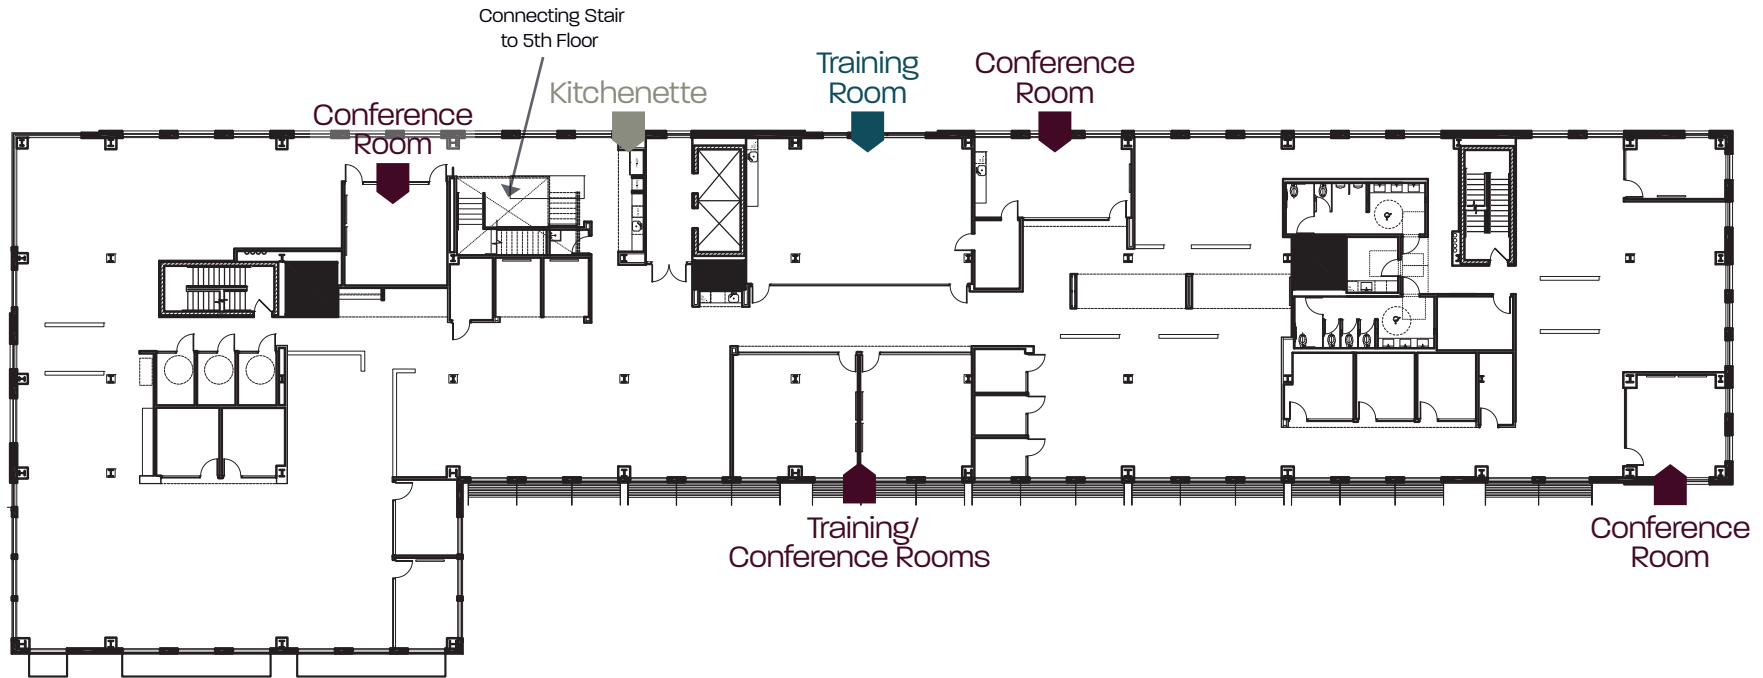 Connecting Stair
to 5th Floor
Kitchenette
Training
Room
Conference
Room
Conference
Room
Training/
Conference Rooms
Conference
Room